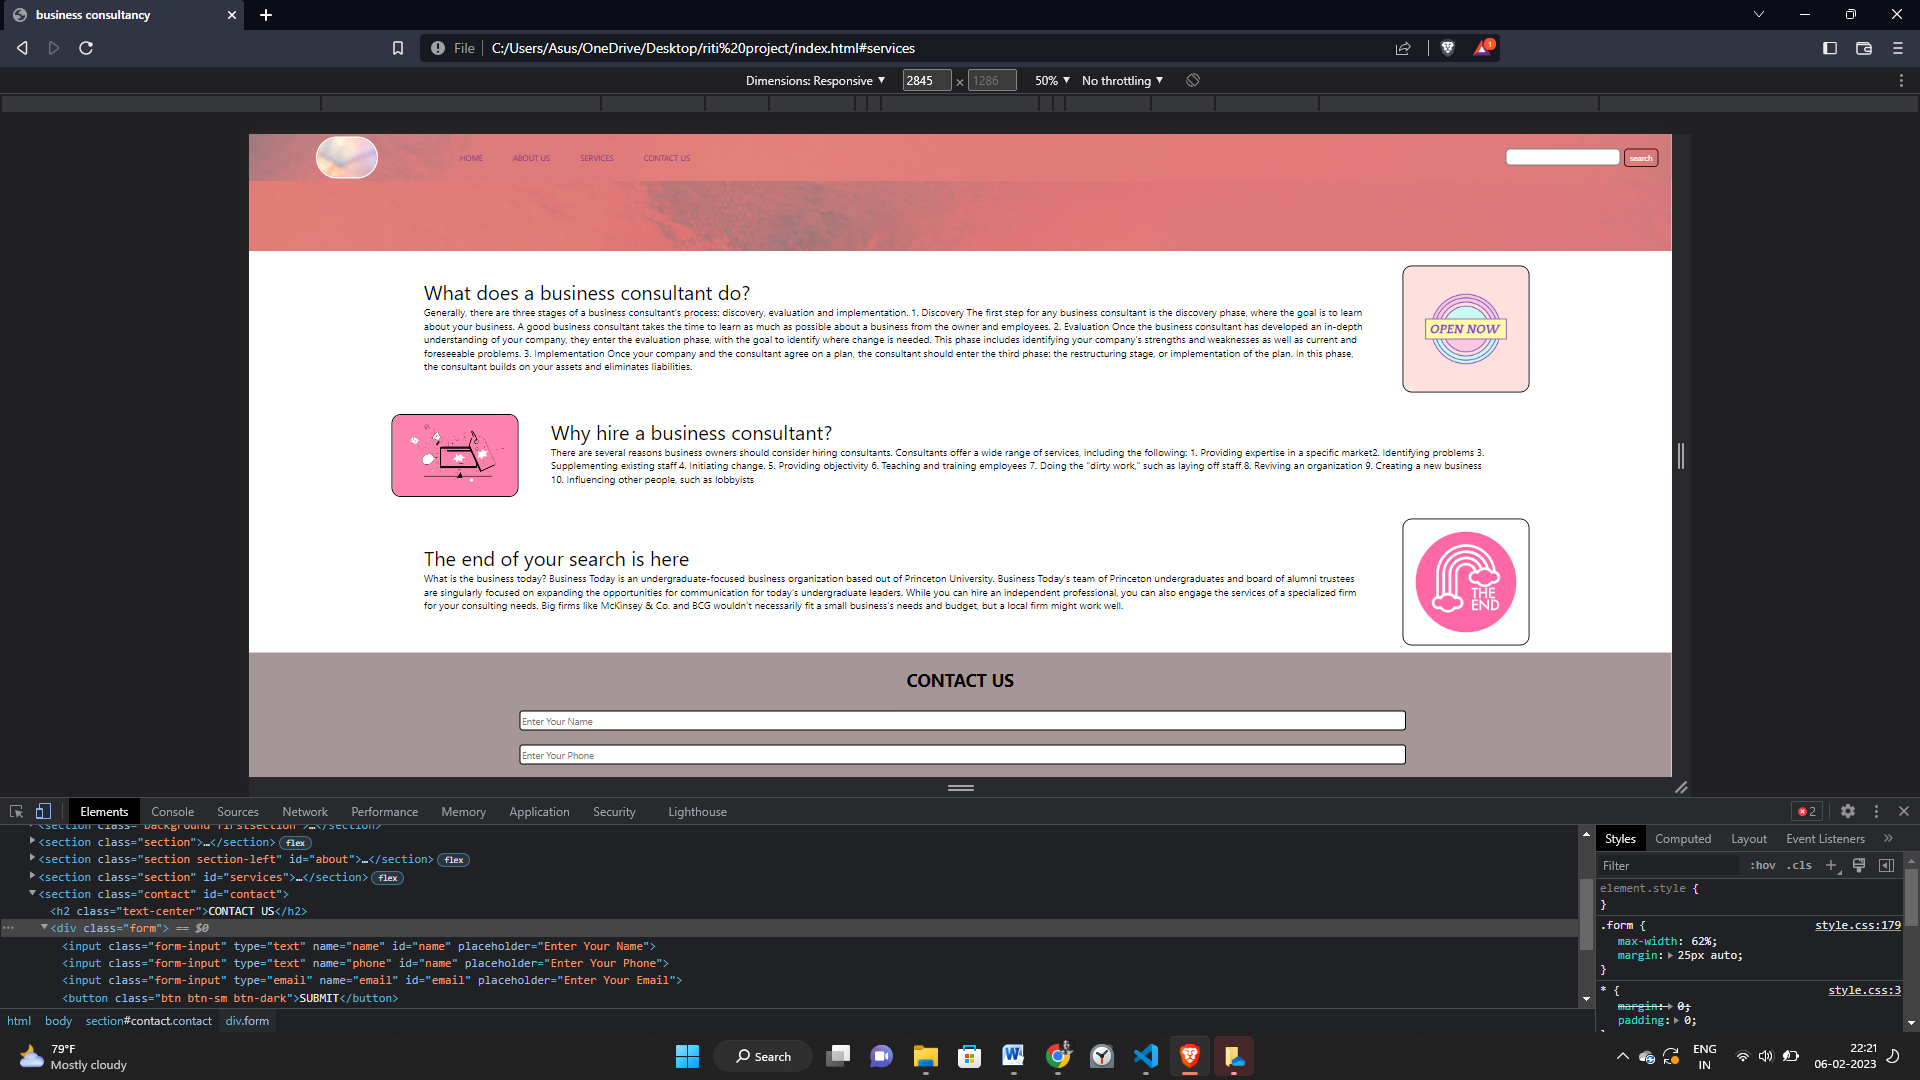 business consultancy
File C:/Users/Asus/OneDrive/Desktop/riti%20project/index.html#services
1
Dimensions: Responsive 2845 × 1286 50% No throttling
HOME ABOUT US SERVICES CONTACT US search
What does a business consultant do?
Generally, there are three stages of a business consultant's process: discovery, evaluation and implementation. 1. Discovery The first step for any business consultant is the discovery phase, where the goal is to learn
about your business. A good business consultant takes the time to learn as much as possible about a business from the owner and employees. 2. Evaluation Once the business consultant has developed an in-depth
understanding of your company, they enter the evaluation phase, with the goal to identify where change is needed. This phase includes identifying your company's strengths and weaknesses as well as current and
foreseeable problems. 3. Implementation Once your company and the consultant agree on a plan, the consultant should enter the third phase: the restructuring stage, or implementation of the plan. In this phase,
the consultant builds on your assets and eliminates liabilities.
OPEN NOW
Why hire a business consultant?
There are several reasons business owners should consider hiring consultants. Consultants offer a wide range of services, including the following: 1. Providing expertise in a specific market2. Identifying problems 3.
Supplementing existing staff 4. Initiating change. 5. Providing objectivity 6. Teaching and training employees 7. Doing the "dirty work," such as laying off staff 8. Reviving an organization 9. Creating a new business
10. Influencing other people, such as lobbyists
The end of your search is here
What is the business today? Business Today is an undergraduate-focused business organization based out of Princeton University. Business Today's team of Princeton undergraduates and board of alumni trustees
are singularly focused on expanding the opportunities for communication for today's undergraduate leaders. While you can hire an independent professional, you can also engage the services of a specialized firm
for your consulting needs. Big firms like McKinsey & Co. and BCG wouldn't necessarily fit a small business's needs and budget, but a local firm might work well.
THE
END
CONTACT US
Enter Your Name
Enter Your Phone
Elements Console Sources Network Performance Memory Application Security Lighthouse 2
<section class="background firstsection">…</section>
<section class="section">…</section> flex
<section class="section section-left" id="about">…</section> flex
<section class="section" id="services">…</section> flex
<section class="contact" id="contact">
<h2 class="text-center">CONTACT US</h2>
<div class="form"> == $0
<input class="form-input" type="text" name="name" id="name" placeholder="Enter Your Name">
<input class="form-input" type="text" name="phone" id="name" placeholder="Enter Your Phone">
<input class="form-input" type="email" name="email" id="email" placeholder="Enter Your Email">
<button class="btn btn-sm btn-dark">SUBMIT</button>
html body section#contact.contact div.form
Styles Computed Layout Event Listeners
Filter :hov .cls
element.style {
}
.form { style.css:179
max-width: 62%;
margin: 25px auto;
}
* { style.css:3
margin: 0;
padding: 0;
79°F
Mostly cloudy
Search
ENG
IN
22:21
06-02-2023